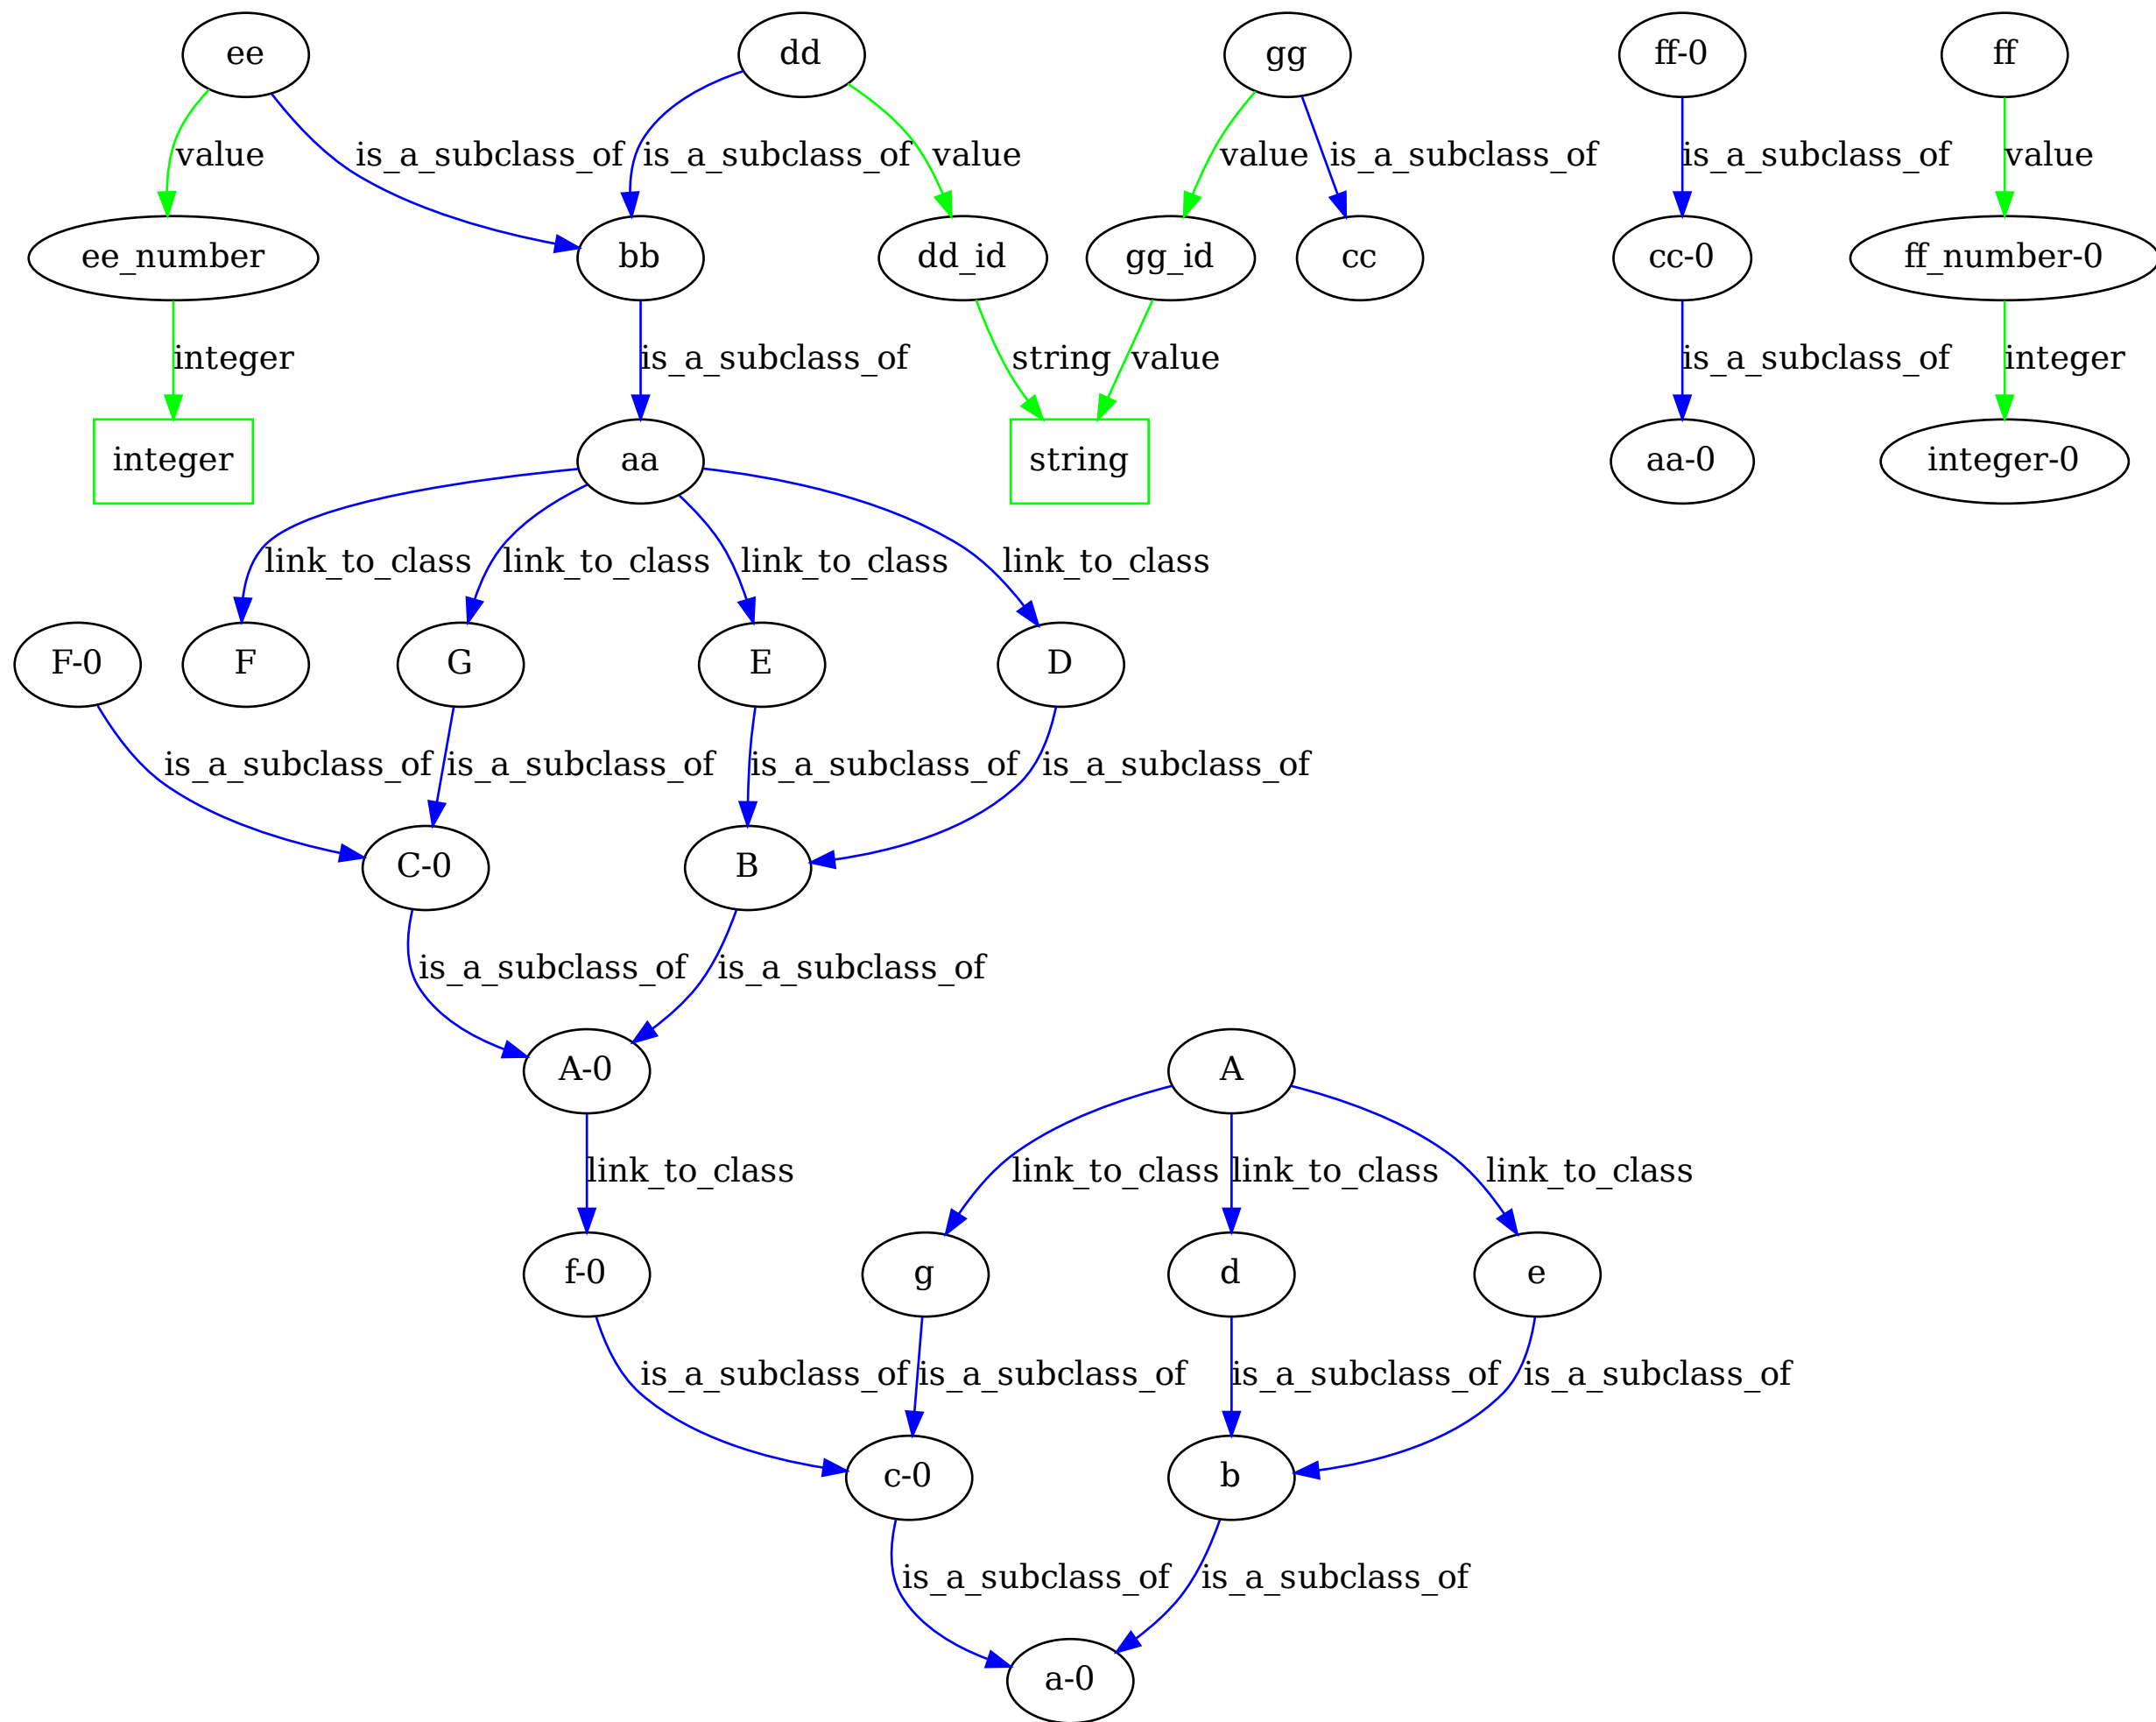 ee
dd
gg
ff-0
ff
value
is_a_subclass_of
is_a_subclass_of
value
value
is_a_subclass_of
is_a_subclass_of
value
ee_number
bb
dd_id
gg_id
cc
cc-0
ff_number-0
integer
is_a_subclass_of
string
value
is_a_subclass_of
integer
integer
aa
string
aa-0
integer-0
link_to_class
link_to_class
link_to_class
link_to_class
F-0
F
G
E
D
is_a_subclass_of
is_a_subclass_of
is_a_subclass_of
is_a_subclass_of
C-0
B
is_a_subclass_of
is_a_subclass_of
A-0
A
link_to_class
link_to_class
link_to_class
link_to_class
f-0
g
d
e
is_a_subclass_of
is_a_subclass_of
is_a_subclass_of
is_a_subclass_of
c-0
b
is_a_subclass_of
is_a_subclass_of
a-0